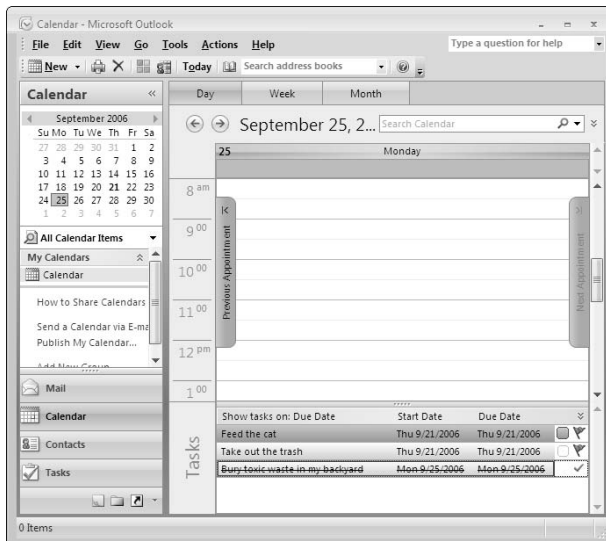 Calendar - Microsoft Outlook
File Edit View Go Tools Actions Help
Type a question for help
New Today Search address books
Calendar «
Day Week Month
September 2006
Su Mo Tu We Th Fr Sa
27 28 29 30 31 1 2
3 4 5 6 7 8 9
10 11 12 13 14 15 16
17 18 19 20 21 22 23
24 25 26 27 28 29 30
1 2 3 4 5 6 7
All Calendar Items
My Calendars
Calendar
How to Share Calendars
Send a Calendar via E-ma
Publish My Calendar...
Add New Group
Mail
Calendar
Contacts
Tasks
September 25, 2... Search Calendar
25 Monday
8 am
9 00
10 00
11 00
12 pm
1 00
Previous Appointment
Next Appointment
Tasks
Show tasks on: Due Date Start Date Due Date
Feed the cat Thu 9/21/2006 Thu 9/21/2006
Take out the trash Thu 9/21/2006 Thu 9/21/2006
Bury toxic waste in my backyard Mon 9/25/2006 Mon 9/25/2006
0 Items